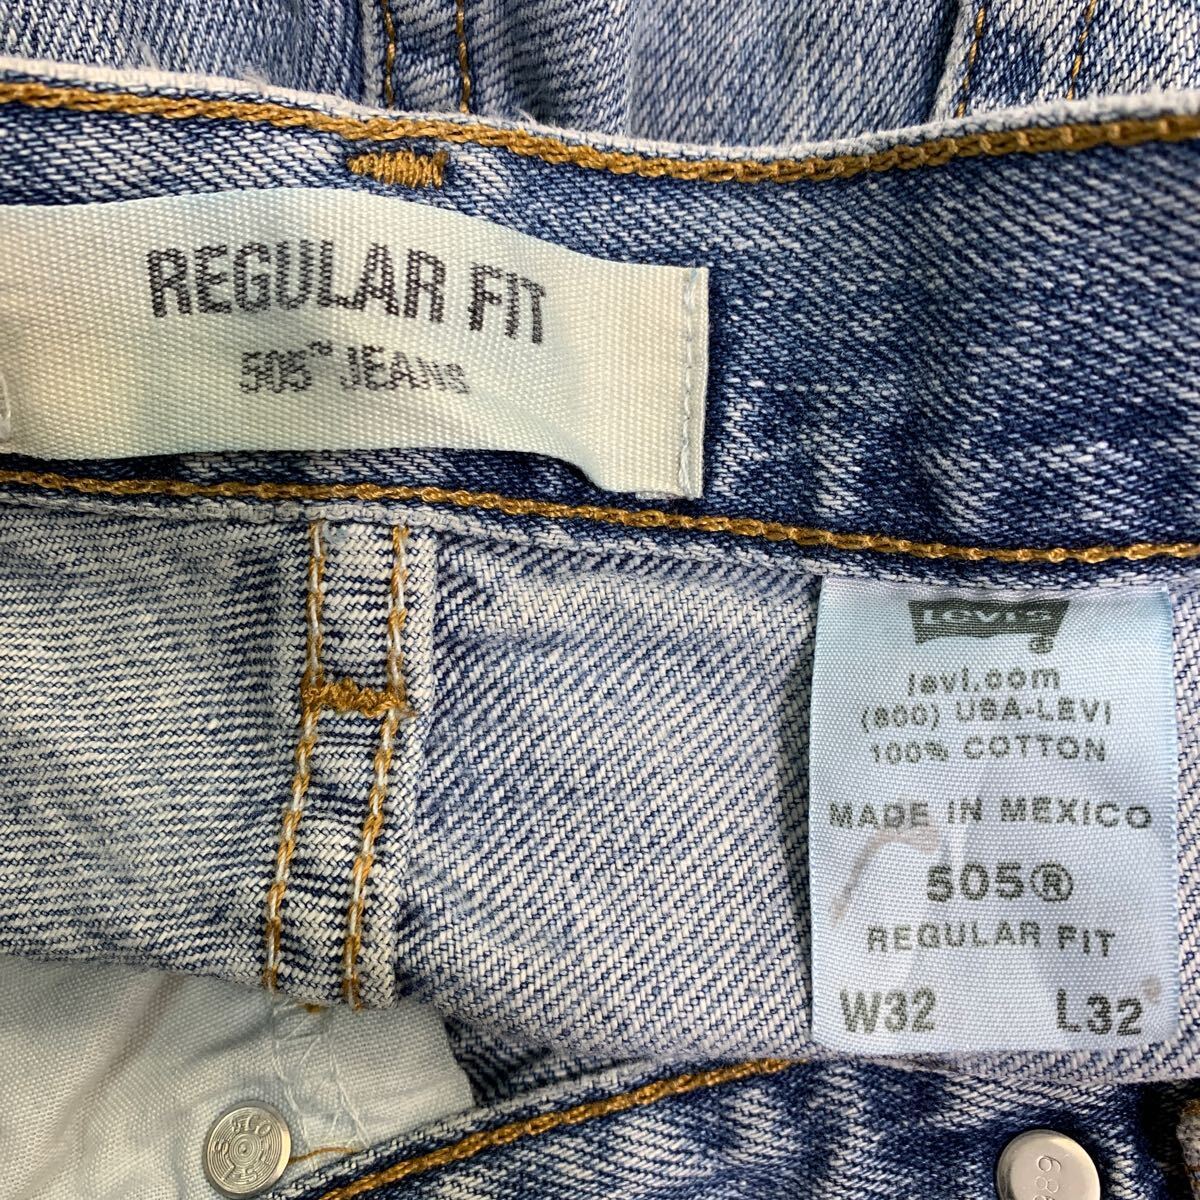 REGULAR FIT
505™ JEANS
Levi's®
levi.com
(800) USA-LEVI
100% COTTON
MADE IN MEXICO
505®
REGULAR FIT
W32 L32